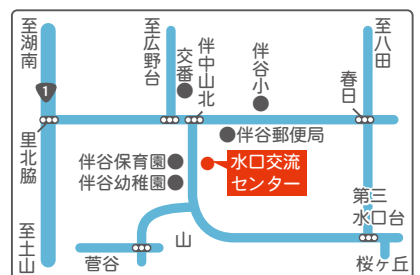 至湖南
至広野台
交番
伴中山北
伴谷小
春日
至八田
1
里北脇
伴谷郵便局
伴谷保育園
伴谷幼稚園
水口交流
センター
至土山
菅谷
山
第三
水口台
桜ヶ丘